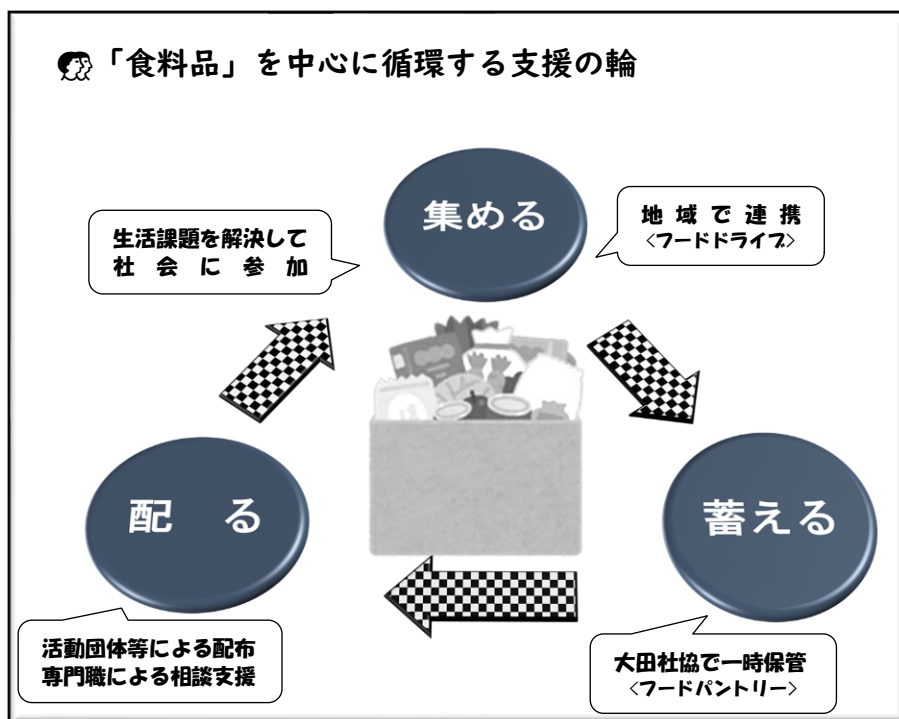 「食料品」を中心に循環する支援の輪
集める
地域で連携
<フードドライブ>
生活課題を解決して
社会に参加
配る
蓄える
活動団体等による配布
専門職による相談支援
大田社協で一時保管
<フードパントリー>